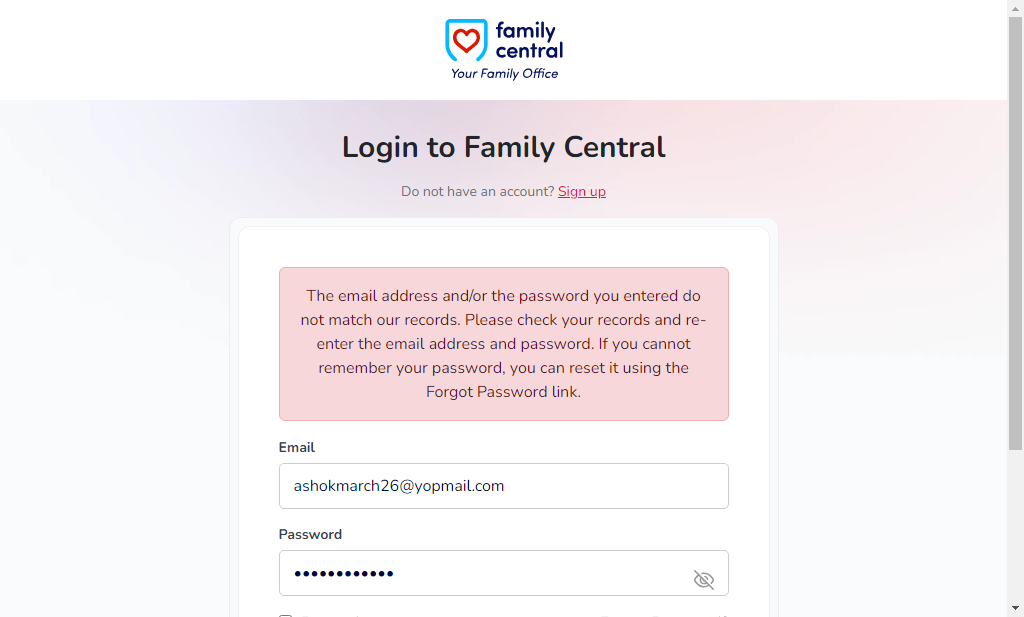 family
central
Your Family Office
Login to Family Central
Do not have an account? Sign up
The email address and/or the password you entered do
not match our records. Please check your records and re-
enter the email address and password. If you cannot
remember your password, you can reset it using the
Forgot Password link.
Email
ashokmarch26@yopmail.com
Password
••••••••••••